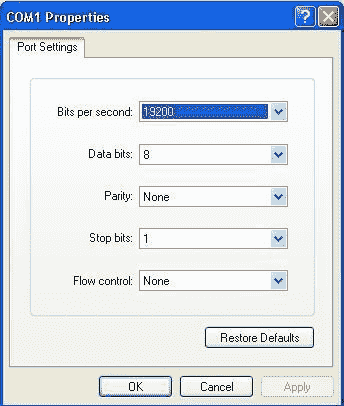 COM1 Properties
Port Settings
Bits per second: 19200
Data bits: 8
Parity: None
Stop bits: 1
Flow control: None
Restore Defaults
OK Cancel Apply